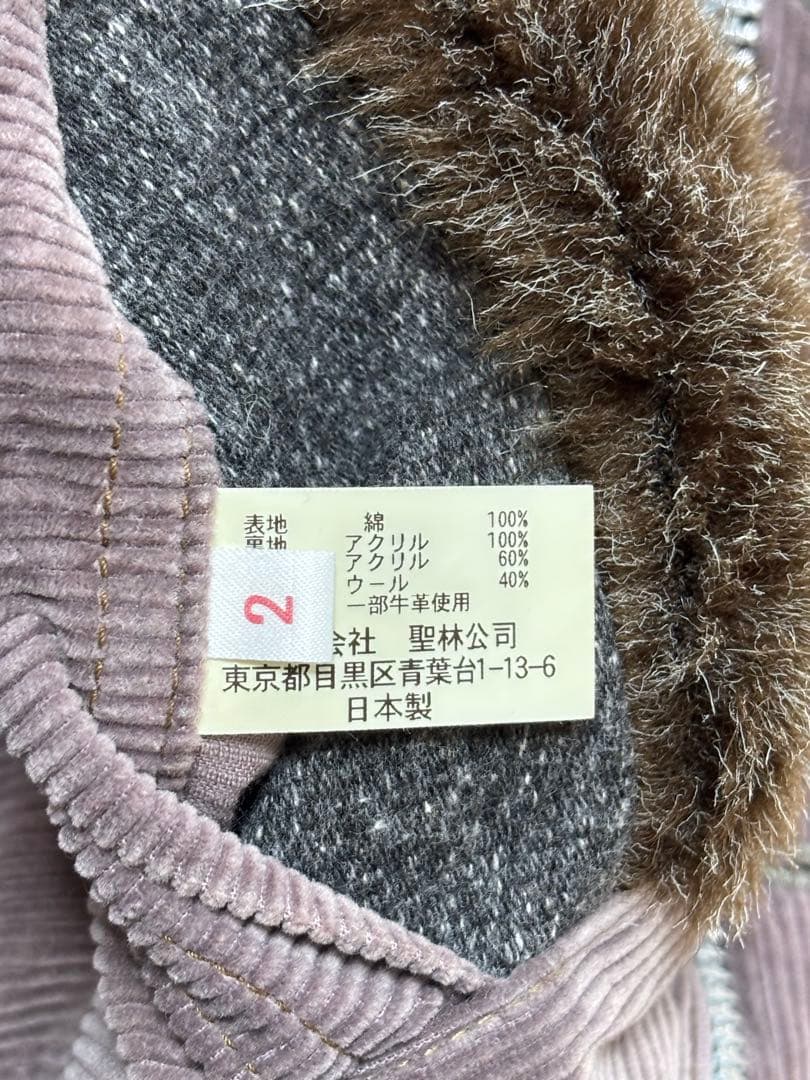 表地 綿 100%
裏地 アクリル 100%
アクリル 60%
ウール 40%
一部牛革使用
2
会社 聖林公司
東京都目黒区青葉台1-13-6
日本製